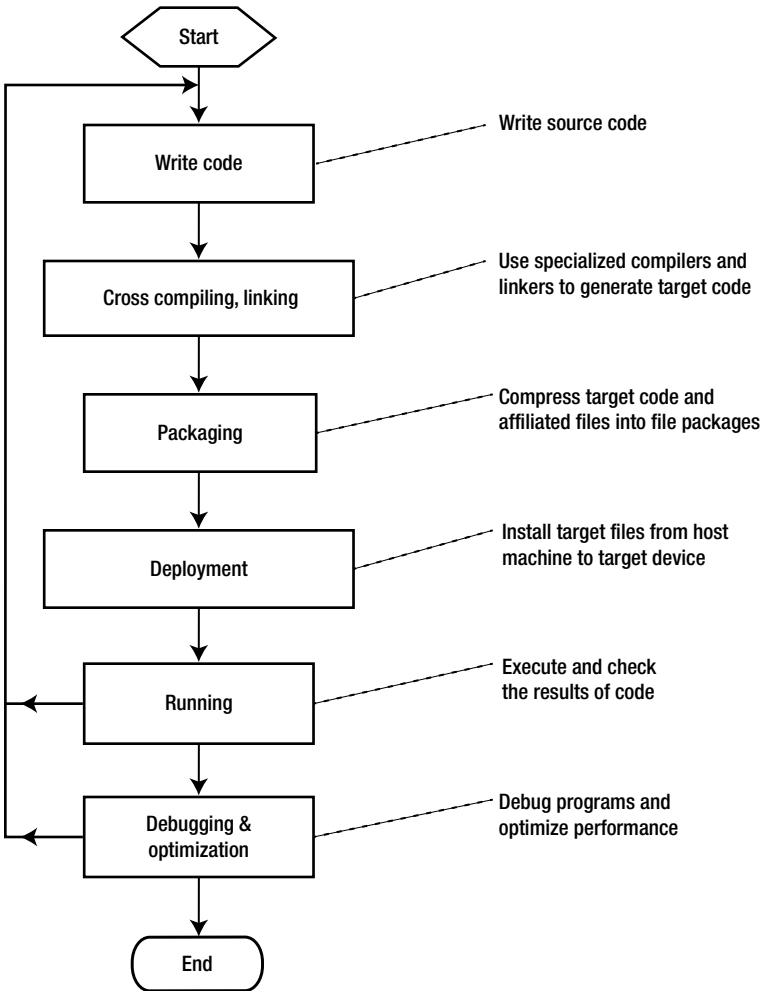 Start
Write code
Write source code
Cross compiling, linking
Use specialized compilers and
linkers to generate target code
Packaging
Compress target code and
affiliated files into file packages
Deployment
Install target files from host
machine to target device
Running
Execute and check
the results of code
Debugging &
optimization
Debug programs and
optimize performance
End